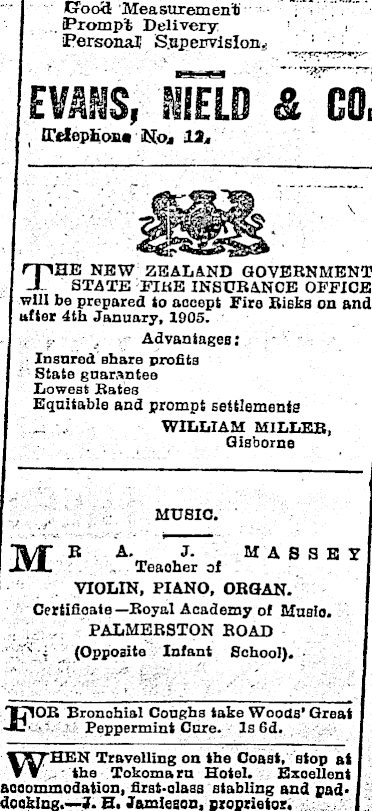 Good Measurement
Prompt Delivery
Personal Supervision.
EVANS, NIELD & CO.
Telephone No. 12.
THE NEW ZEALAND GOVERNMENT
STATE FIRE INSURANCE OFFICE
will be prepared to accept Fire Risks on and
after 4th January, 1905.
Advantages:
Insured share profits
State guarantee
Lowest Rates
Equitable and prompt settlements
WILLIAM MILLER,
Gisborne
MUSIC.
MR A. J. MASSEY
Teacher of
VIOLIN, PIANO, ORGAN.
Certificate—Royal Academy of Music.
PALMERSTON ROAD
(Opposite Infant School).
FOR Bronchial Coughs take Woods' Great
Peppermint Cure. 1s 6d.
WHEN Travelling on the Coast, stop at
the Tokomaru Hotel. Excellent
accommodation, first-class stabling and pad-
docking.—J. H. Jamieson, proprietor.